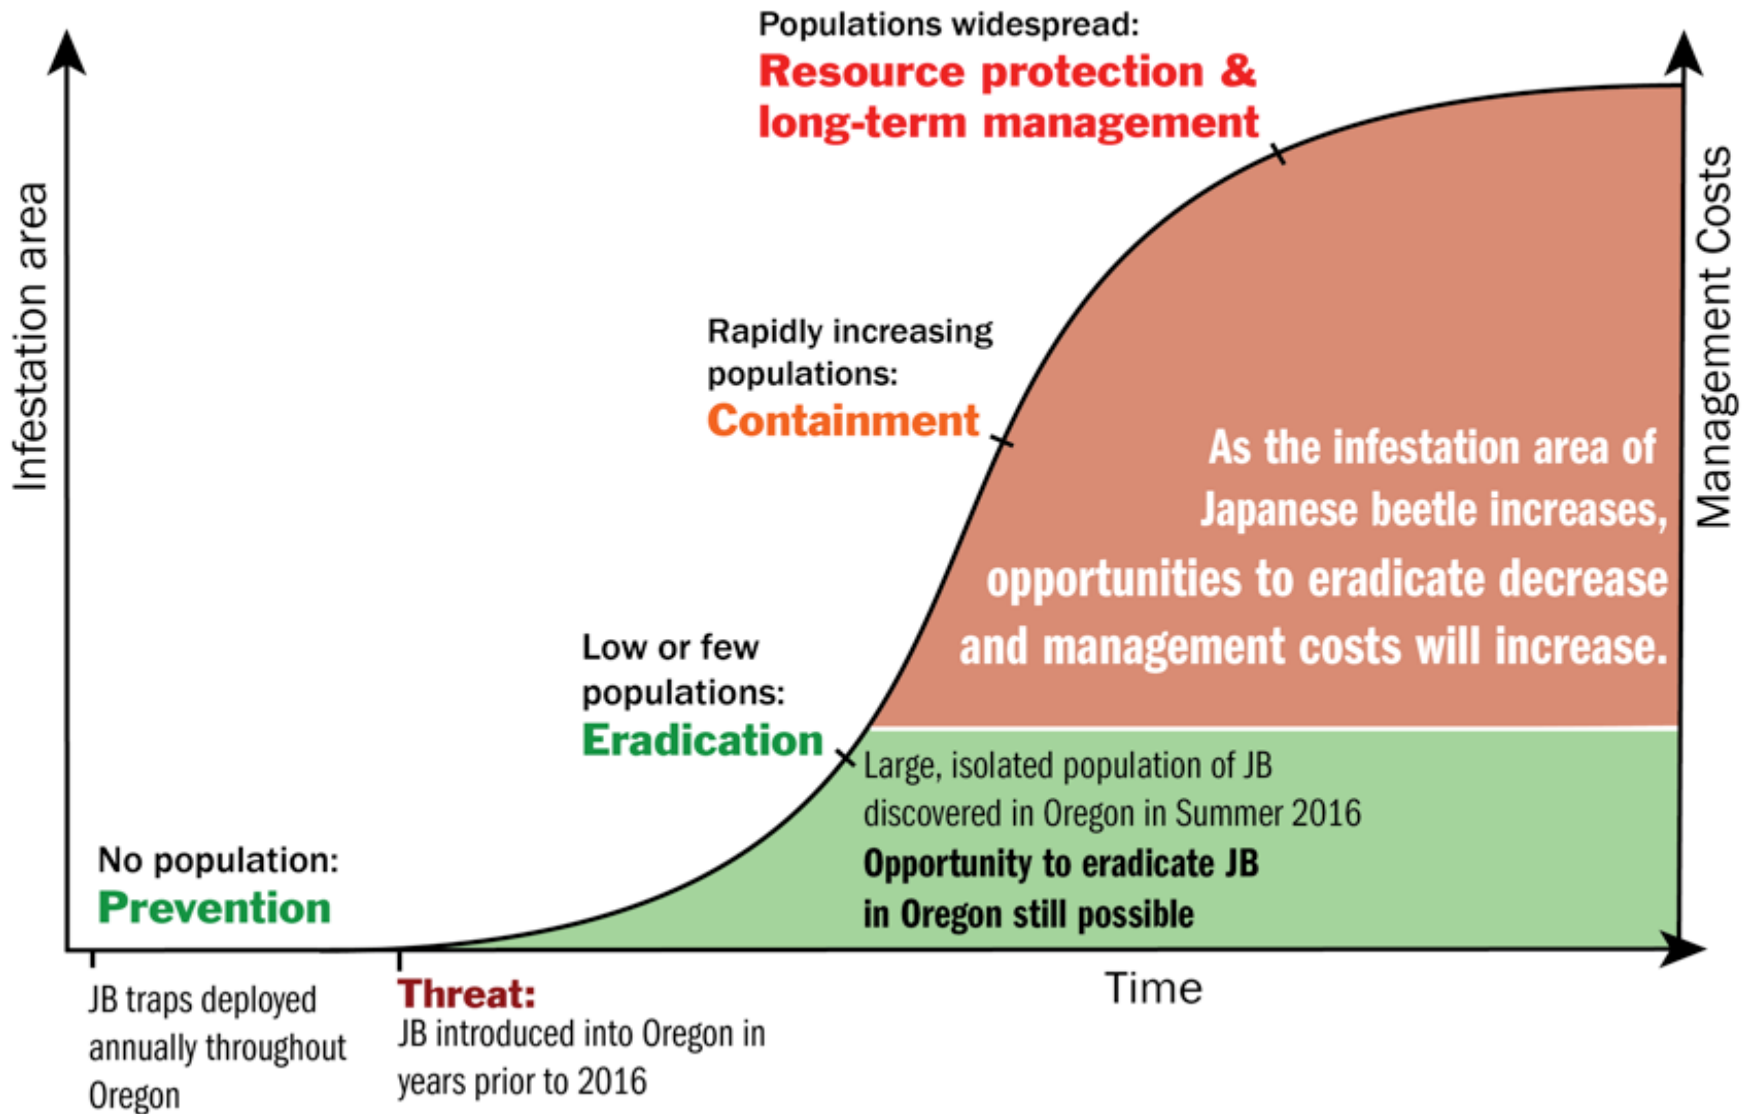 Populations widespread:
Resource protection &
long-term management
Infestation area
Management Costs
Rapidly increasing
populations:
Containment
As the infestation area of
Japanese beetle increases,
opportunities to eradicate decrease
and management costs will increase.
Low or few
populations:
Eradication
Large, isolated population of JB
discovered in Oregon in Summer 2016
Opportunity to eradicate JB
in Oregon still possible
No population:
Prevention
Time
JB traps deployed
annually throughout
Oregon
Threat:
JB introduced into Oregon in
years prior to 2016